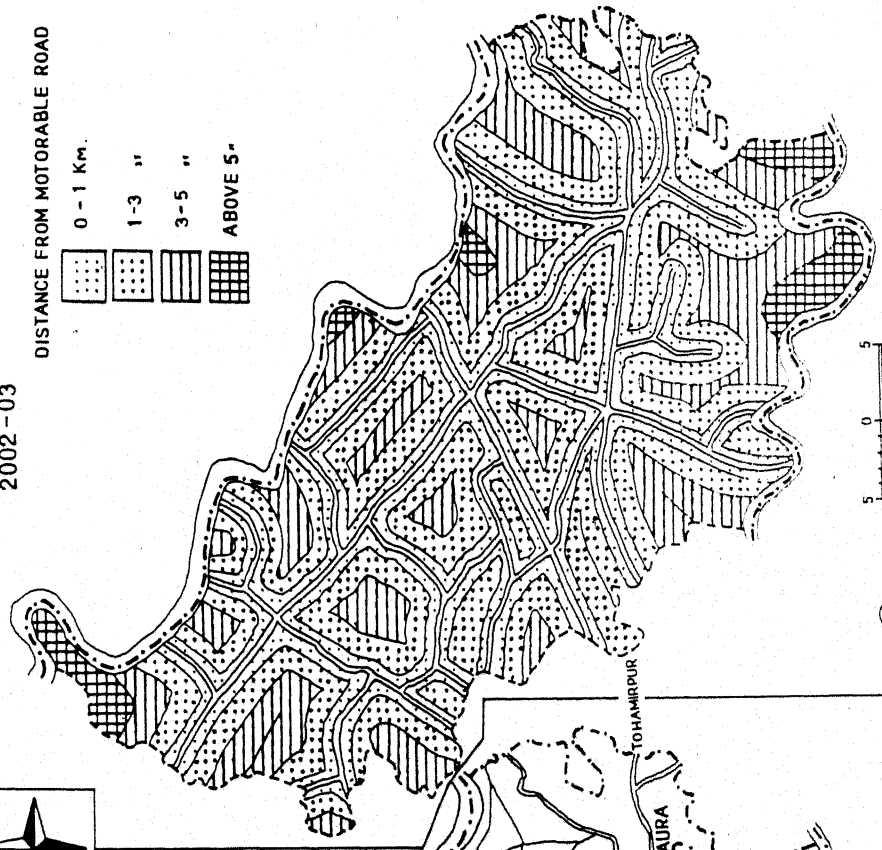 2002-03
DISTANCE FROM MOTORABLE ROAD
0-1 Km.
1-3 "
3-5 "
ABOVE 5"
5 0 5
TO HAMIRPUR
AURA